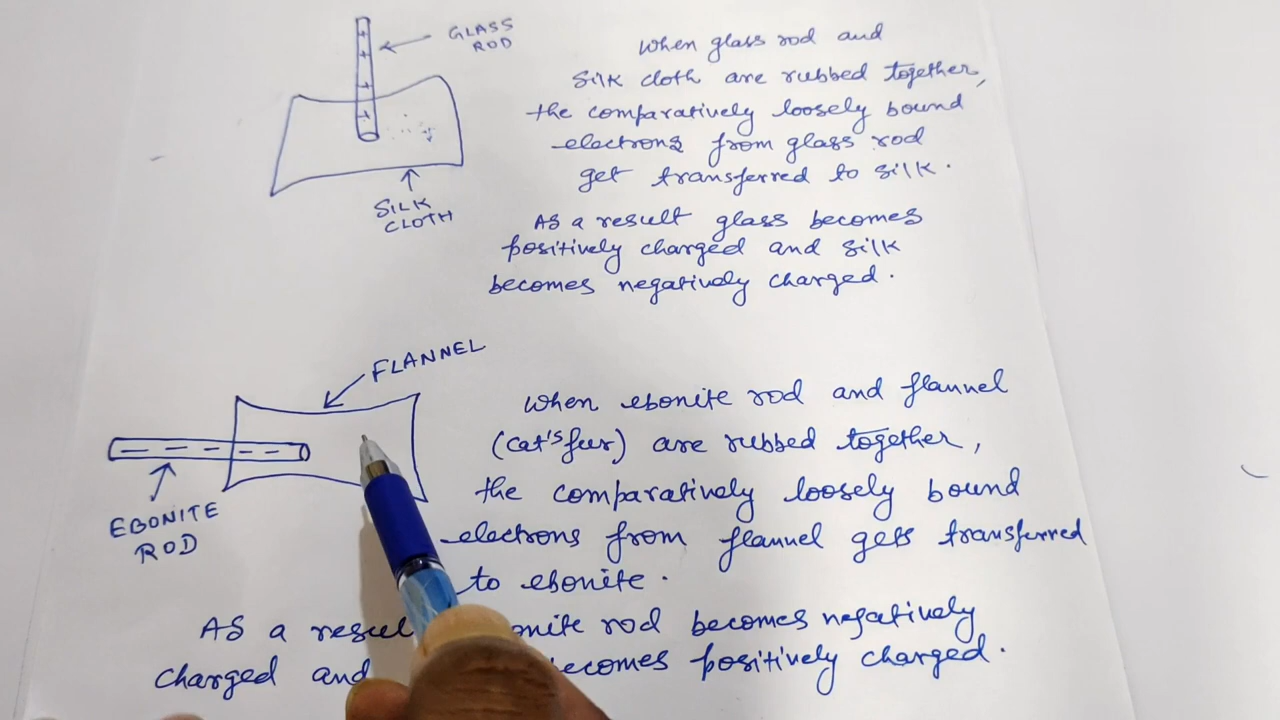 GLASS
ROD
SILK
CLOTH
When glass rod and
Silk cloth are rubbed together,
the comparatively loosely bound
electrons from glass rod
get transferred to silk.
As a result glass becomes
positively charged and silk
becomes negatively charged.
FLANNEL
EBONITE
ROD
When ebonite rod and flannel
(cat's fur) are rubbed together,
the comparatively loosely bound
electrons from flannel gets transferred
to ebonite.
As a rod becomes negatively
charged and positively charged.